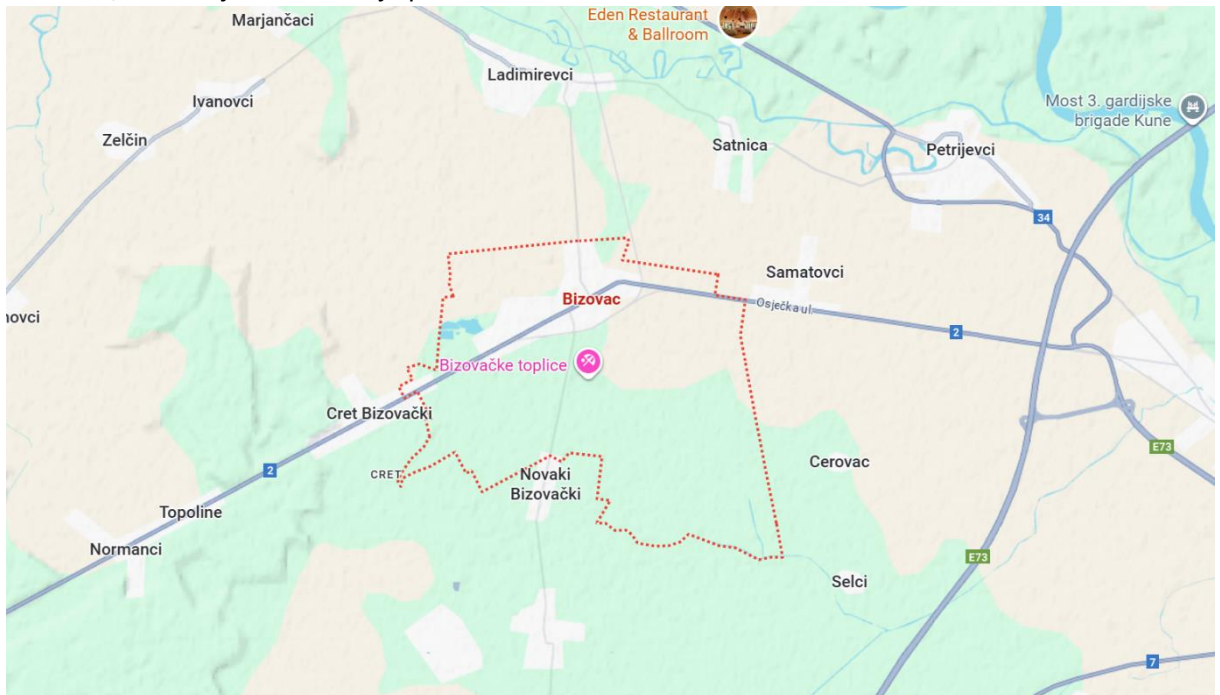 Marjančaci
Eden Restaurant
& Ballroom
Ladimirevci
Ivanovci
Most 3. gardijske
brigade Kune
Zelčin
Satnica
Petrijevci
34
Samatovci
Bizovac
Osječka ul.
novci
2
Bizovačke toplice
Cret Bizovački
E73
Cerovac
CRET
2
Novaki
Bizovački
Topoline
Normanci
E73
Selci
7